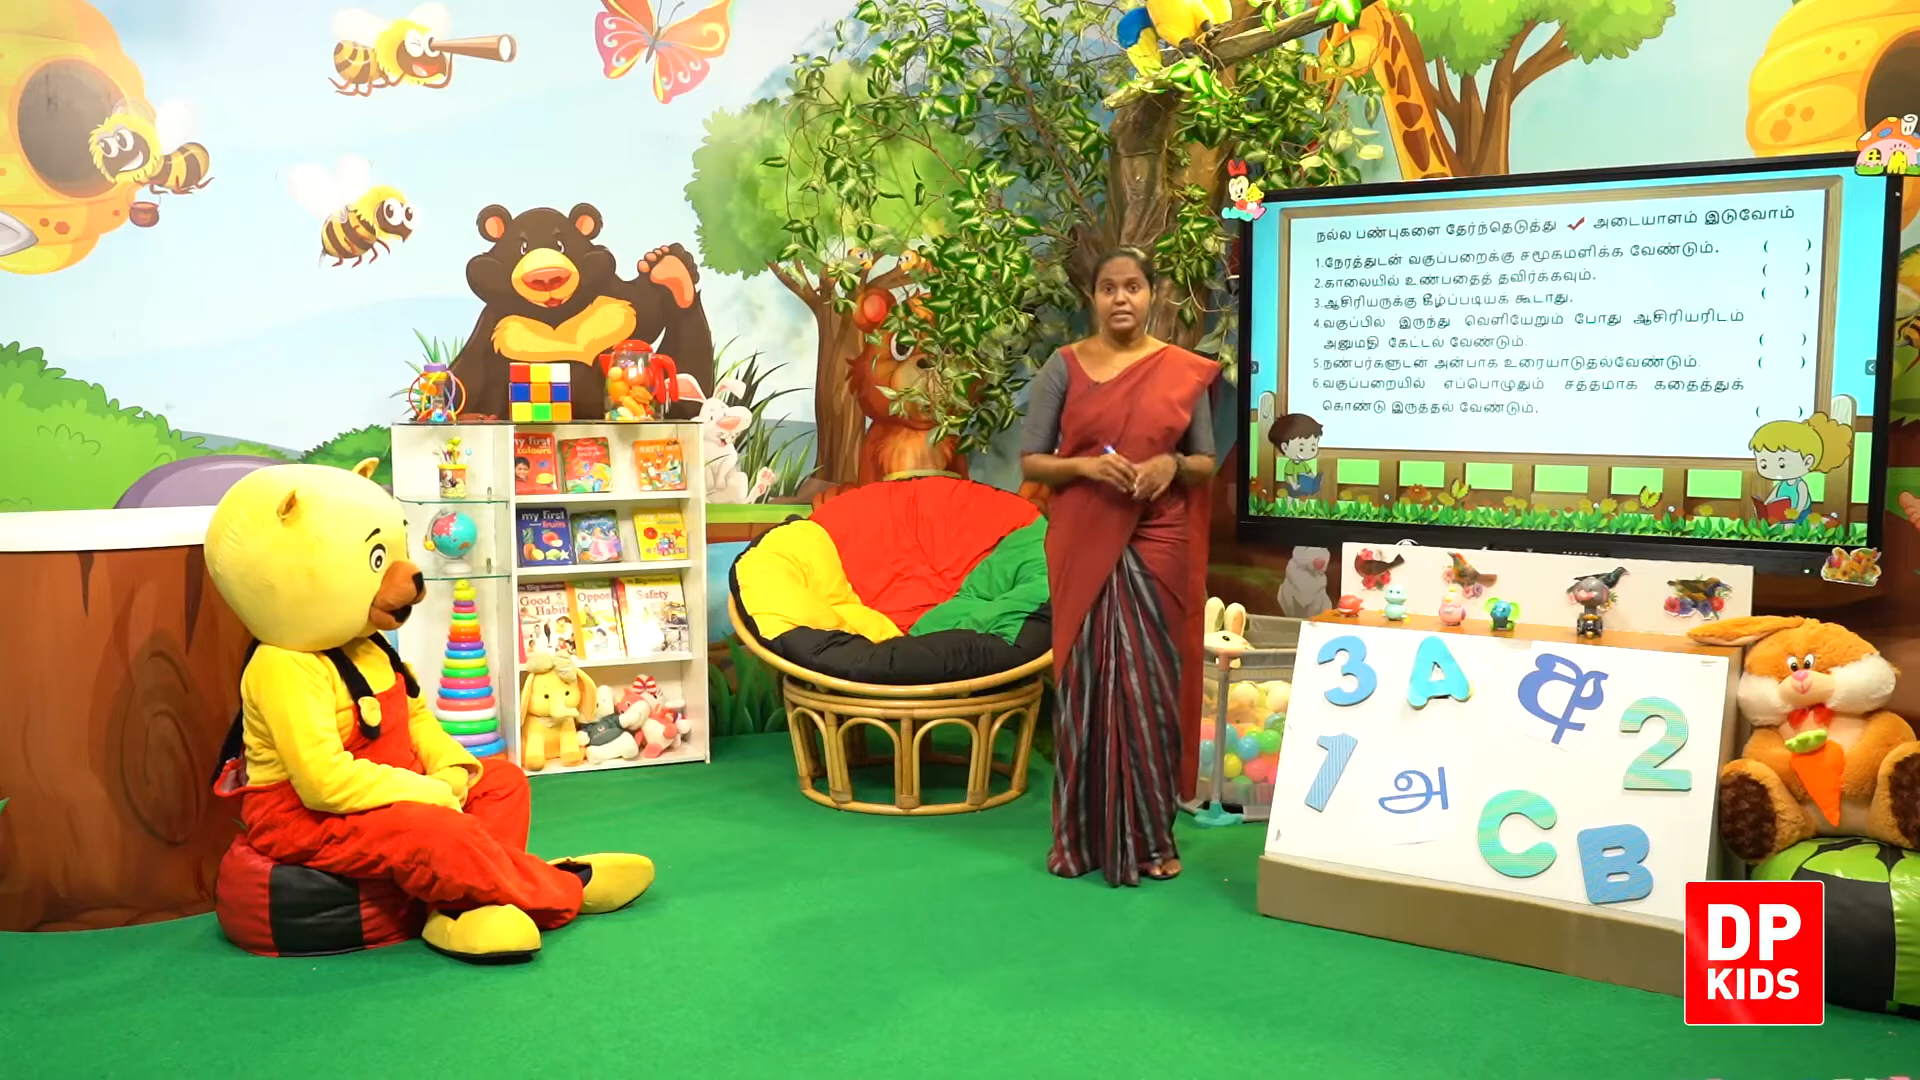 நல்ல பண்புகளை தேர்ந்தெடுத்து ✓ அடையாளம் இடுவோம்
1.நேரத்துடன் வகுப்பறைக்கு சமூகமளிக்க வேண்டும். ( )
2.காலையில் உண்பதைத் தவிர்க்கவும். ( )
3.ஆசிரியருக்கு கீழ்ப்படியக் கூடாது. ( )
4.வகுப்பில் இருந்து வெளியேறும் போது ஆசிரியரிடம்
அனுமதி கேட்டல் வேண்டும். ( )
5.நண்பர்களுடன் அன்பாக உரையாடுதல்வேண்டும். ( )
6.வகுப்பறையில் எப்பொழுதும் சத்தமாக கதைத்துக்
கொண்டு இருத்தல் வேண்டும். ( )
my first
colours
my first
fruits
Good
Habits
Oppos
Safety
3 A අ 2
1 அ C B
DP
KIDS